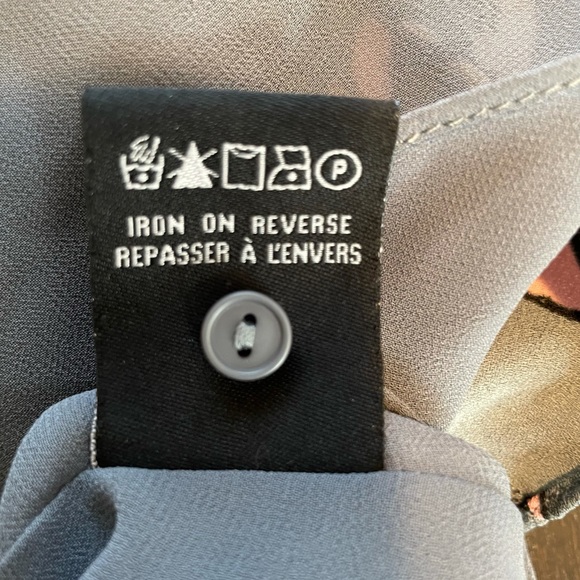 P
IRON ON REVERSE
REPASSER À L'ENVERS